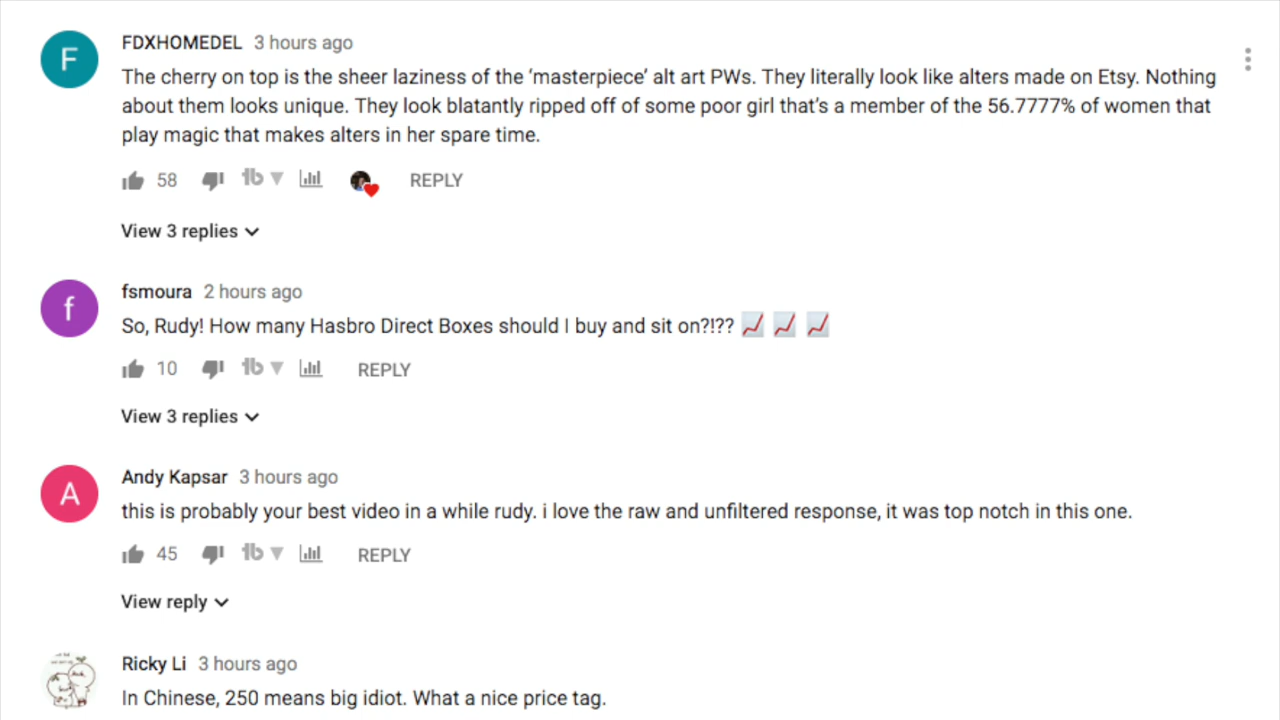 F
FDXHOMEDEL 3 hours ago
The cherry on top is the sheer laziness of the ‘masterpiece’ alt art PWs. They literally look like alters made on Etsy. Nothing
about them looks unique. They look blatantly ripped off of some poor girl that’s a member of the 56.7777% of women that
play magic that makes alters in her spare time.
58 tb REPLY
View 3 replies
f
fsmoura 2 hours ago
So, Rudy! How many Hasbro Direct Boxes should I buy and sit on?!?? 📈 📈 📈
10 tb REPLY
View 3 replies
A
Andy Kapsar 3 hours ago
this is probably your best video in a while rudy. i love the raw and unfiltered response, it was top notch in this one.
45 tb REPLY
View reply
Ricky Li 3 hours ago
In Chinese, 250 means big idiot. What a nice price tag.